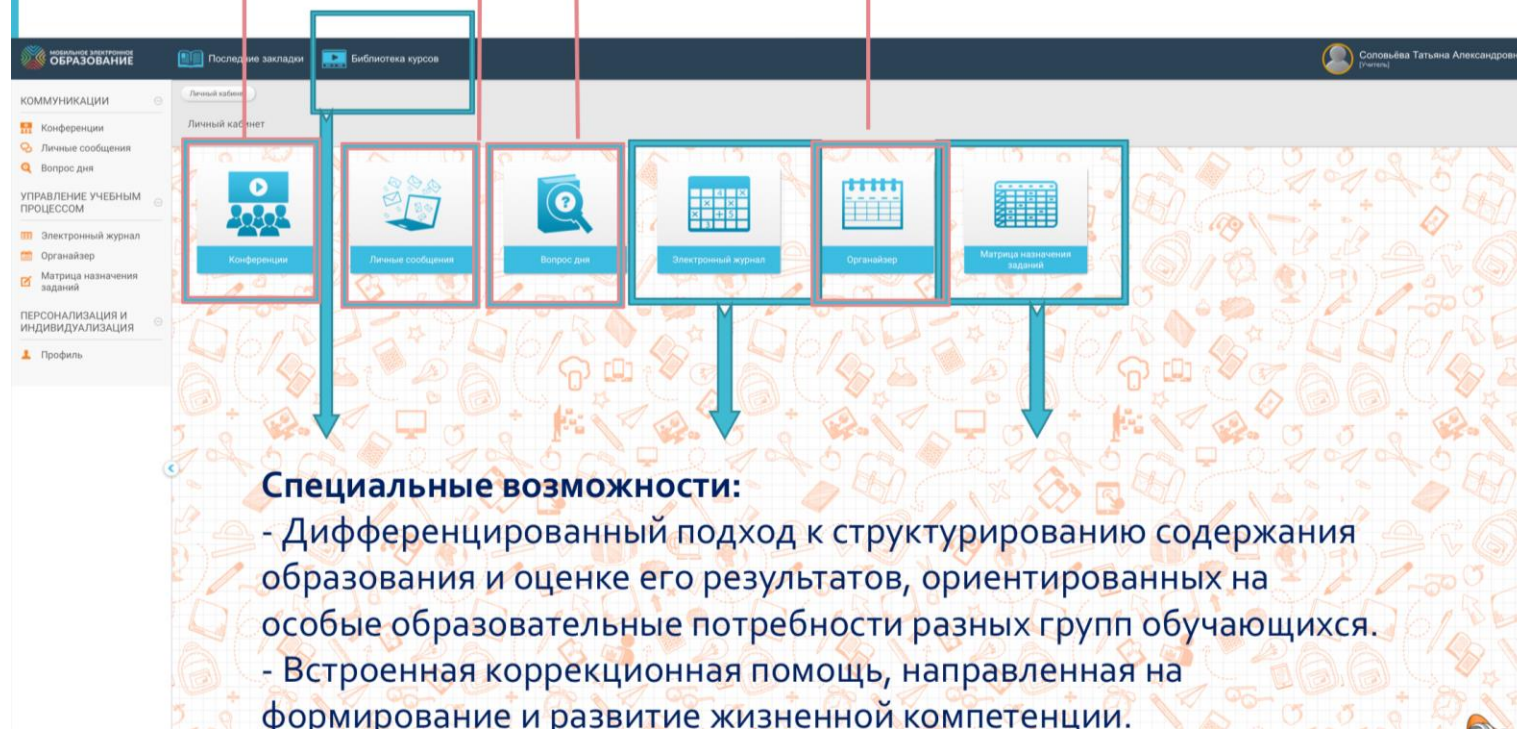 МОБИЛЬНОЕ ЭЛЕКТРОННОЕ
ОБРАЗОВАНИЕ
Последние закладки
Библиотека курсов
Соловьёва Татьяна Александровн
[Учитель]
КОММУНИКАЦИИ
Конференции
Личные сообщения
Вопрос дня
УПРАВЛЕНИЕ УЧЕБНЫМ
ПРОЦЕССОМ
Электронный журнал
Органайзер
Матрица назначения
заданий
ПЕРСОНАЛИЗАЦИЯ И
ИНДИВИДУАЛИЗАЦИЯ
Профиль
Личный кабинет
Личный кабинет
Конференции
Личные сообщения
Вопрос дня
Электронный журнал
Органайзер
Матрица назначения
заданий
Специальные возможности:
- Дифференцированный подход к структурированию содержания
образования и оценке его результатов, ориентированных на
особые образовательные потребности разных групп обучающихся.
- Встроенная коррекционная помощь, направленная на
формирование и развитие жизненной компетенции.